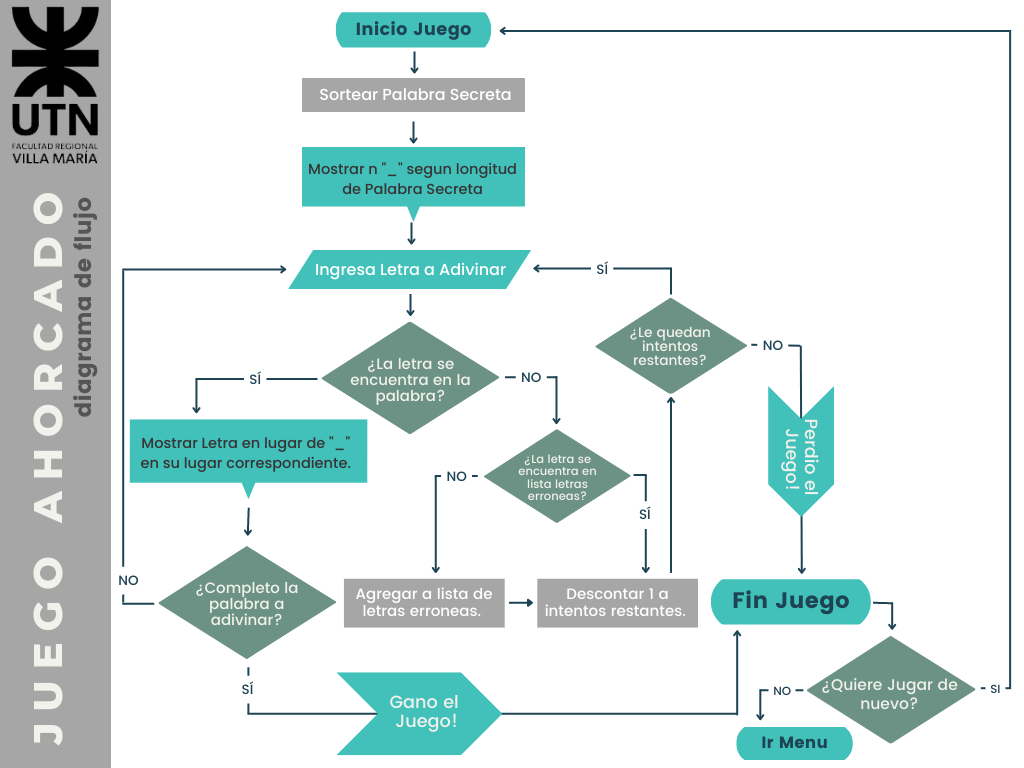 UTN
FACULTAD REGIONAL
VILLA MARÍA
JUEGO AHORCADO
diagrama de flujo
Inicio Juego
Sortear Palabra Secreta
Mostrar n "_" segun longitud
de Palabra Secreta
Ingresa Letra a Adivinar
SÍ
¿Le quedan
intentos
restantes?
NO
¿La letra se
encuentra en la
palabra?
SÍ
NO
Perdio el
Juego!
Mostrar Letra en lugar de "_"
en su lugar correspondiente.
¿La letra se
encuentra en
lista letras
erroneas?
NO
SÍ
NO
¿Completo la
palabra a
adivinar?
Agregar a lista de
letras erroneas.
Descontar 1 a
intentos restantes.
Fin Juego
SÍ
Gano el
Juego!
¿Quiere Jugar de
nuevo?
NO
SI
Ir Menu